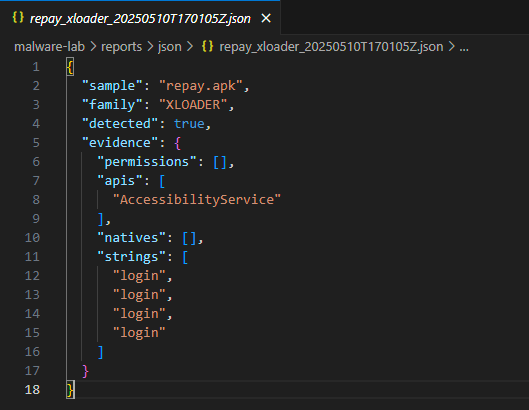 {} repay_xloader_20250510T170105Z.json ×
malware-lab > reports > json > {} repay_xloader_20250510T170105Z.json > ...
1 {
2 "sample": "repay.apk",
3 "family": "XLOADER",
4 "detected": true,
5 "evidence": {
6 "permissions": [],
7 "apis": [
8 "AccessibilityService"
9 ],
10 "natives": [],
11 "strings": [
12 "login",
13 "login",
14 "login",
15 "login"
16 ]
17 }
18 }